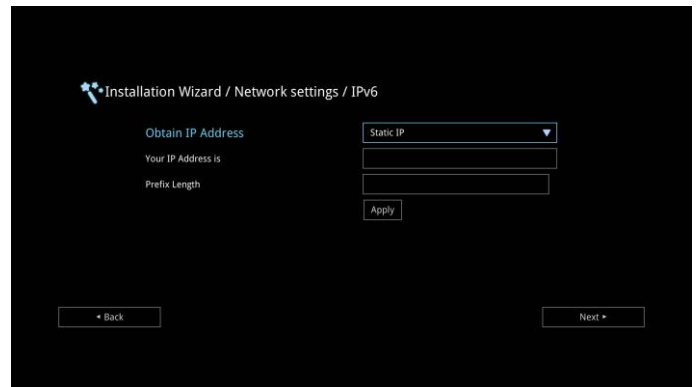 Installation Wizard / Network settings / IPv6
Obtain IP Address
Static IP
Your IP Address is
Prefix Length
Apply
Back
Next